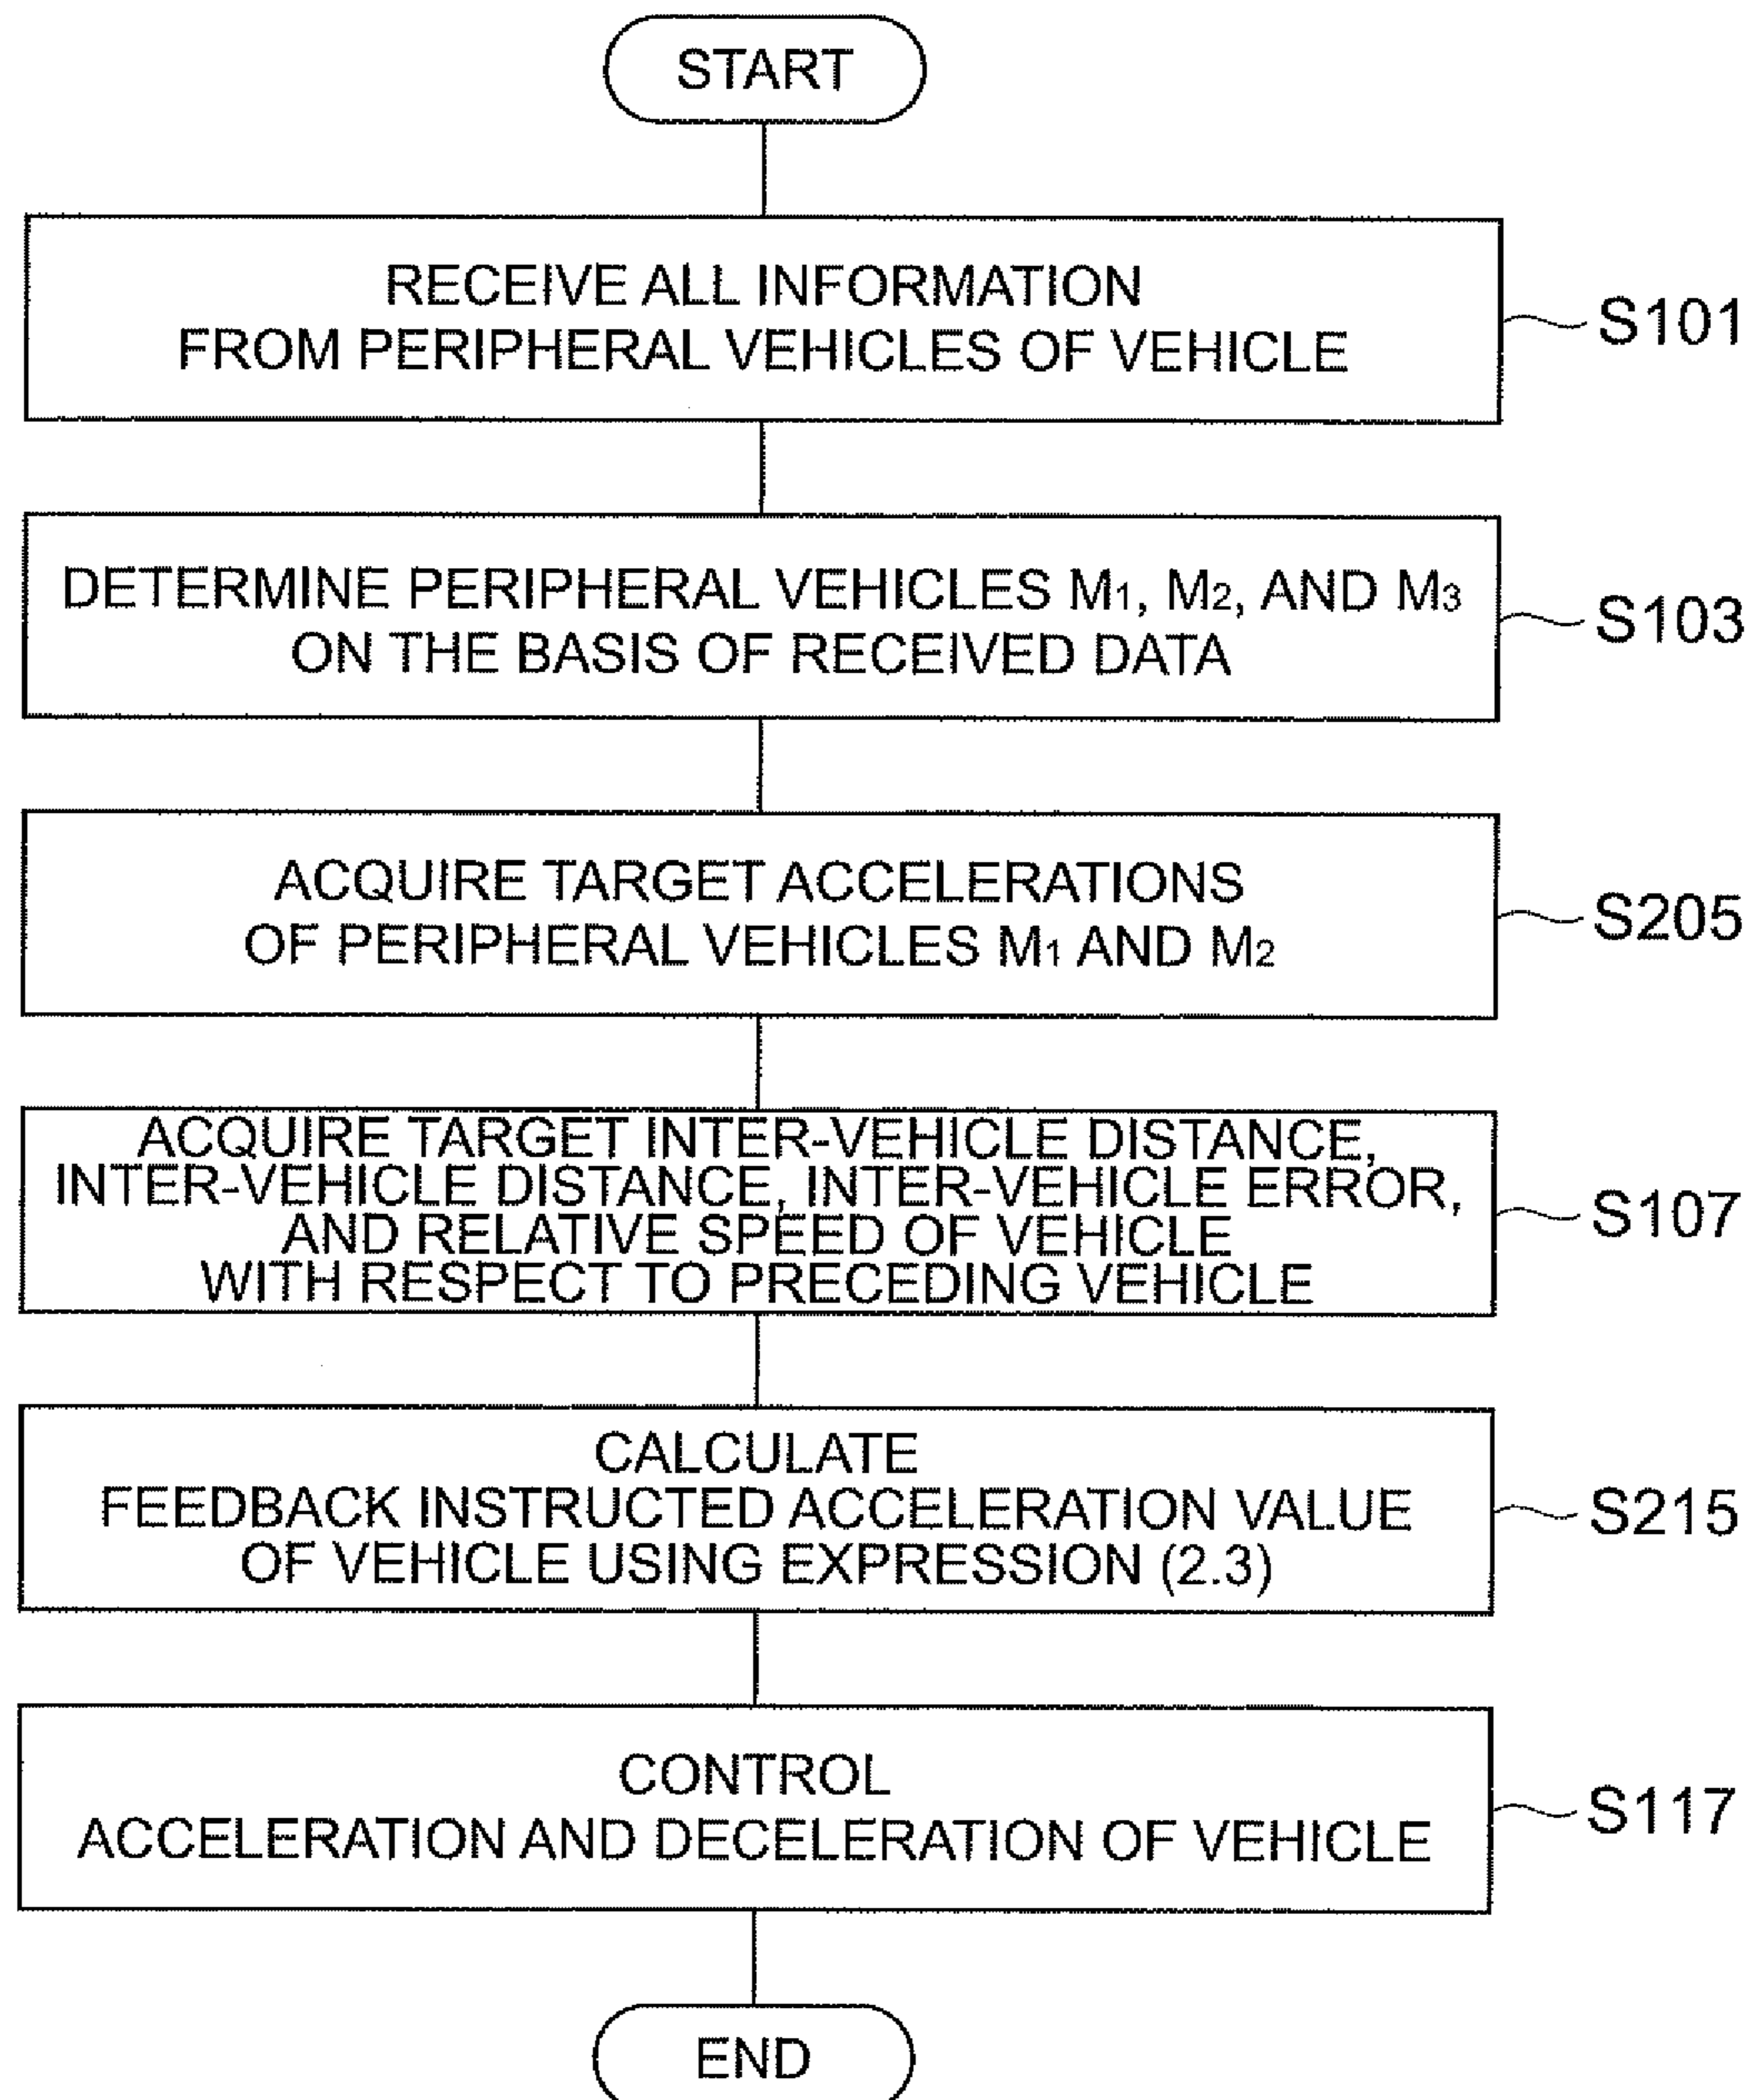 START
RECEIVE ALL INFORMATION
FROM PERIPHERAL VEHICLES OF VEHICLE
S101
DETERMINE PERIPHERAL VEHICLES M1, M2, AND M3
ON THE BASIS OF RECEIVED DATA
S103
ACQUIRE TARGET ACCELERATIONS
OF PERIPHERAL VEHICLES M1 AND M2
S205
ACQUIRE TARGET INTER-VEHICLE DISTANCE,
INTER-VEHICLE DISTANCE, INTER-VEHICLE ERROR,
AND RELATIVE SPEED OF VEHICLE
WITH RESPECT TO PRECEDING VEHICLE
S107
CALCULATE
FEEDBACK INSTRUCTED ACCELERATION VALUE
OF VEHICLE USING EXPRESSION (2.3)
S215
CONTROL
ACCELERATION AND DECELERATION OF VEHICLE
S117
END